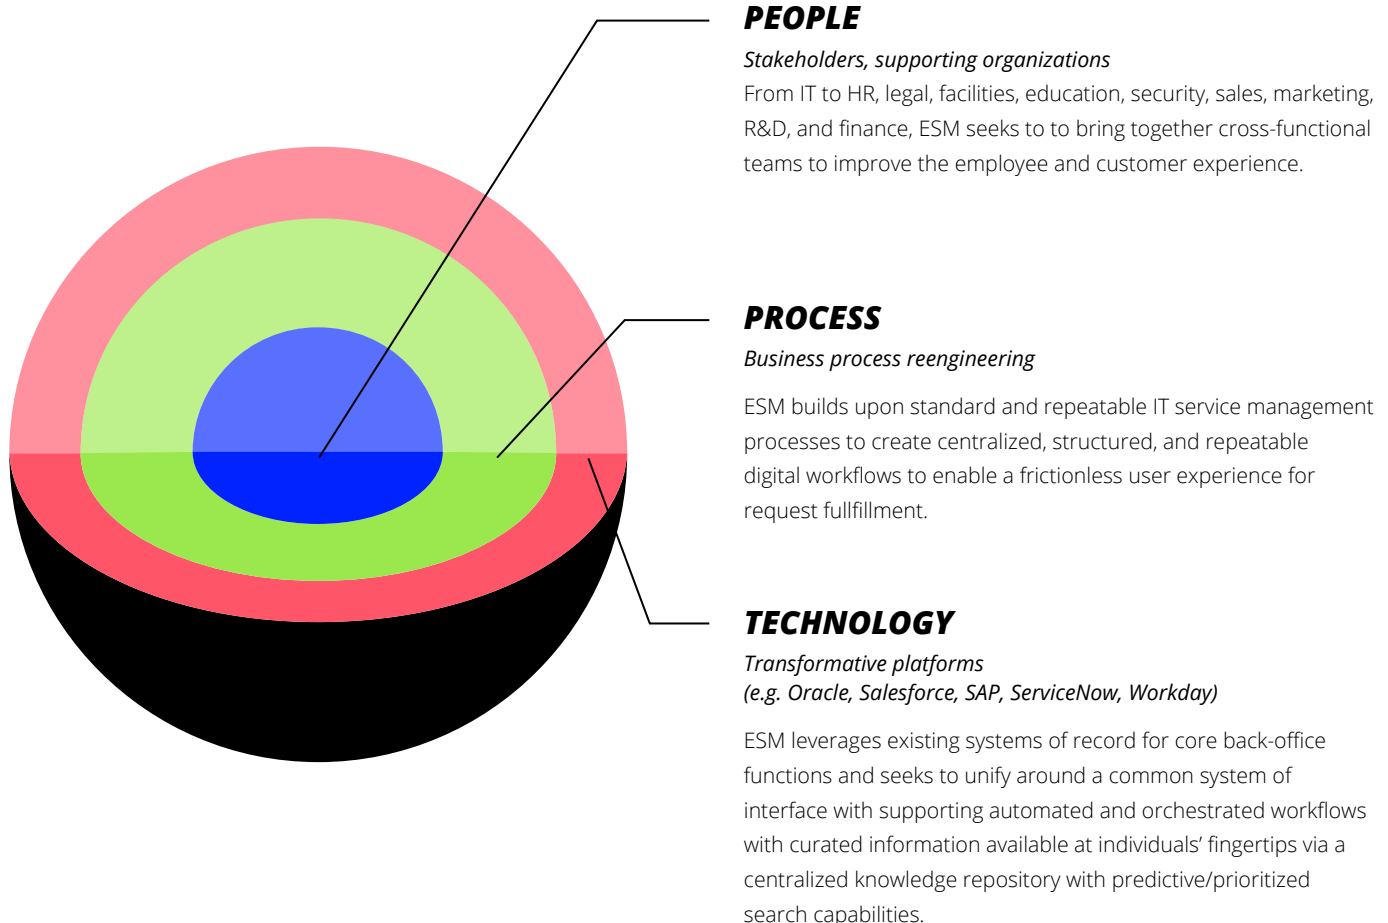 PEOPLE
Stakeholders, supporting organizations
From IT to HR, legal, facilities, education, security, sales, marketing,
R&D, and finance, ESM seeks to to bring together cross-functional
teams to improve the employee and customer experience.
PROCESS
Business process reengineering
ESM builds upon standard and repeatable IT service management
processes to create centralized, structured, and repeatable
digital workflows to enable a frictionless user experience for
request fullfillment.
TECHNOLOGY
Transformative platforms
(e.g. Oracle, Salesforce, SAP, ServiceNow, Workday)
ESM leverages existing systems of record for core back-office
functions and seeks to unify around a common system of
interface with supporting automated and orchestrated workflows
with curated information available at individuals’ fingertips via a
centralized knowledge repository with predictive/prioritized
search capabilities.